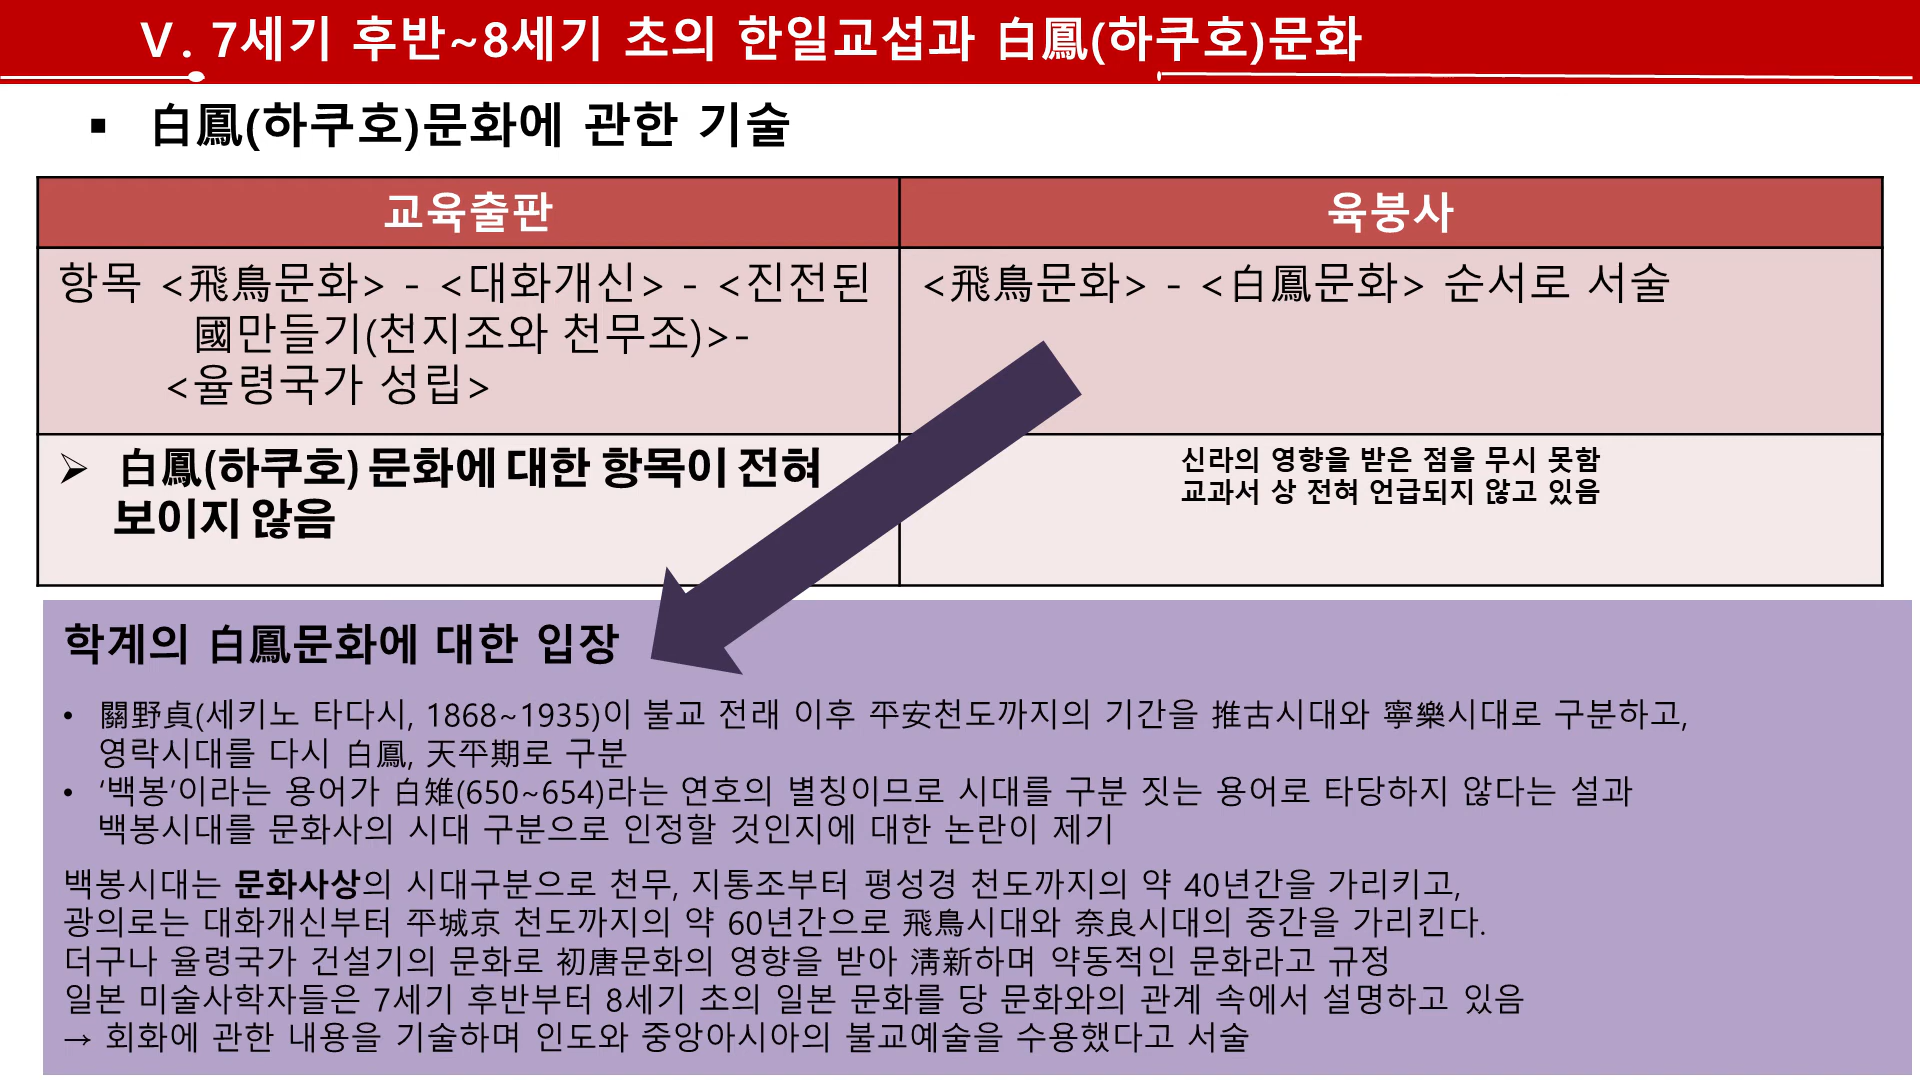 Ⅴ. 7세기 후반~8세기 초의 한일교섭과 白鳳(하쿠호)문화
▪ 白鳳(하쿠호)문화에 관한 기술
교육출판
육붕사
항목 <飛鳥문화> - <대화개신> - <진전된
國만들기(천지조와 천무조)>-
<율령국가 성립>
<飛鳥문화> - <白鳳문화> 순서로 서술
➢ 白鳳(하쿠호) 문화에 대한 항목이 전혀
보이지 않음
신라의 영향을 받은 점을 무시 못함
교과서 상 전혀 언급되지 않고 있음
학계의 白鳳문화에 대한 입장
• 關野貞(세키노 타다시, 1868~1935)이 불교 전래 이후 平安천도까지의 기간을 推古시대와 寧樂시대로 구분하고,
영락시대를 다시 白鳳, 天平期로 구분
• ‘백봉’이라는 용어가 白雉(650~654)라는 연호의 별칭이므로 시대를 구분 짓는 용어로 타당하지 않다는 설과
백봉시대를 문화사의 시대 구분으로 인정할 것인지에 대한 논란이 제기
백봉시대는 문화사상의 시대구분으로 천무, 지통조부터 평성경 천도까지의 약 40년간을 가리키고,
광의로는 대화개신부터 平城京 천도까지의 약 60년간으로 飛鳥시대와 奈良시대의 중간을 가리킨다.
더구나 율령국가 건설기의 문화로 初唐문화의 영향을 받아 淸新하며 약동적인 문화라고 규정
일본 미술사학자들은 7세기 후반부터 8세기 초의 일본 문화를 당 문화와의 관계 속에서 설명하고 있음
→ 회화에 관한 내용을 기술하며 인도와 중앙아시아의 불교예술을 수용했다고 서술